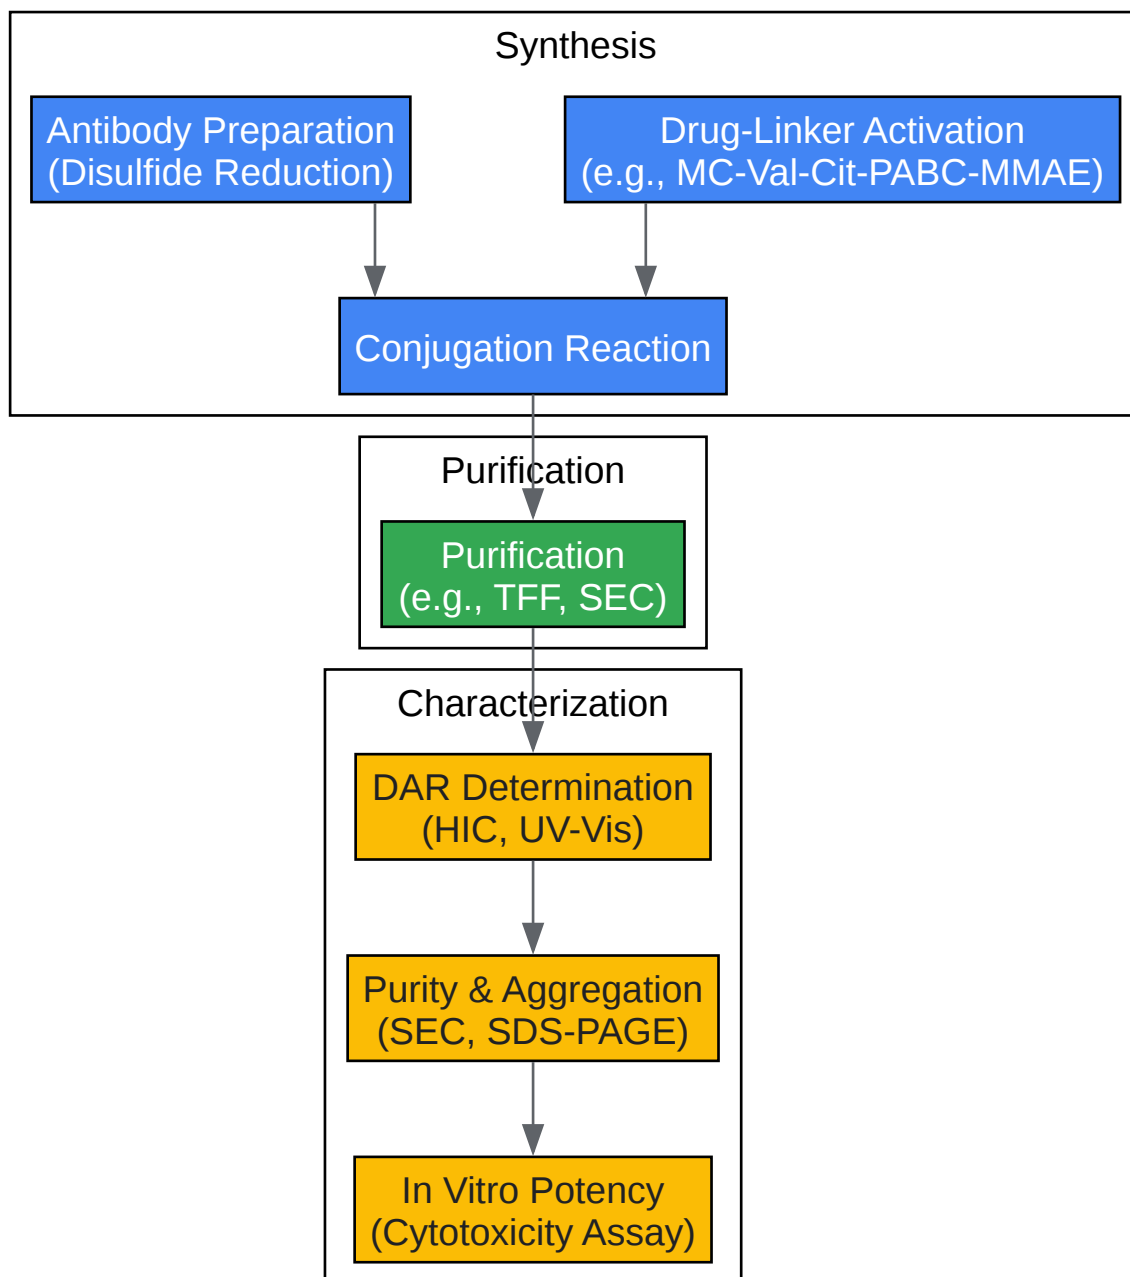 Synthesis
Antibody Preparation
(Disulfide Reduction)
Drug-Linker Activation
(e.g., MC-Val-Cit-PABC-MMAE)
Conjugation Reaction
Purification
Purification
(e.g., TFF, SEC)
Characterization
DAR Determination
(HIC, UV-Vis)
Purity & Aggregation
(SEC, SDS-PAGE)
In Vitro Potency
(Cytotoxicity Assay)